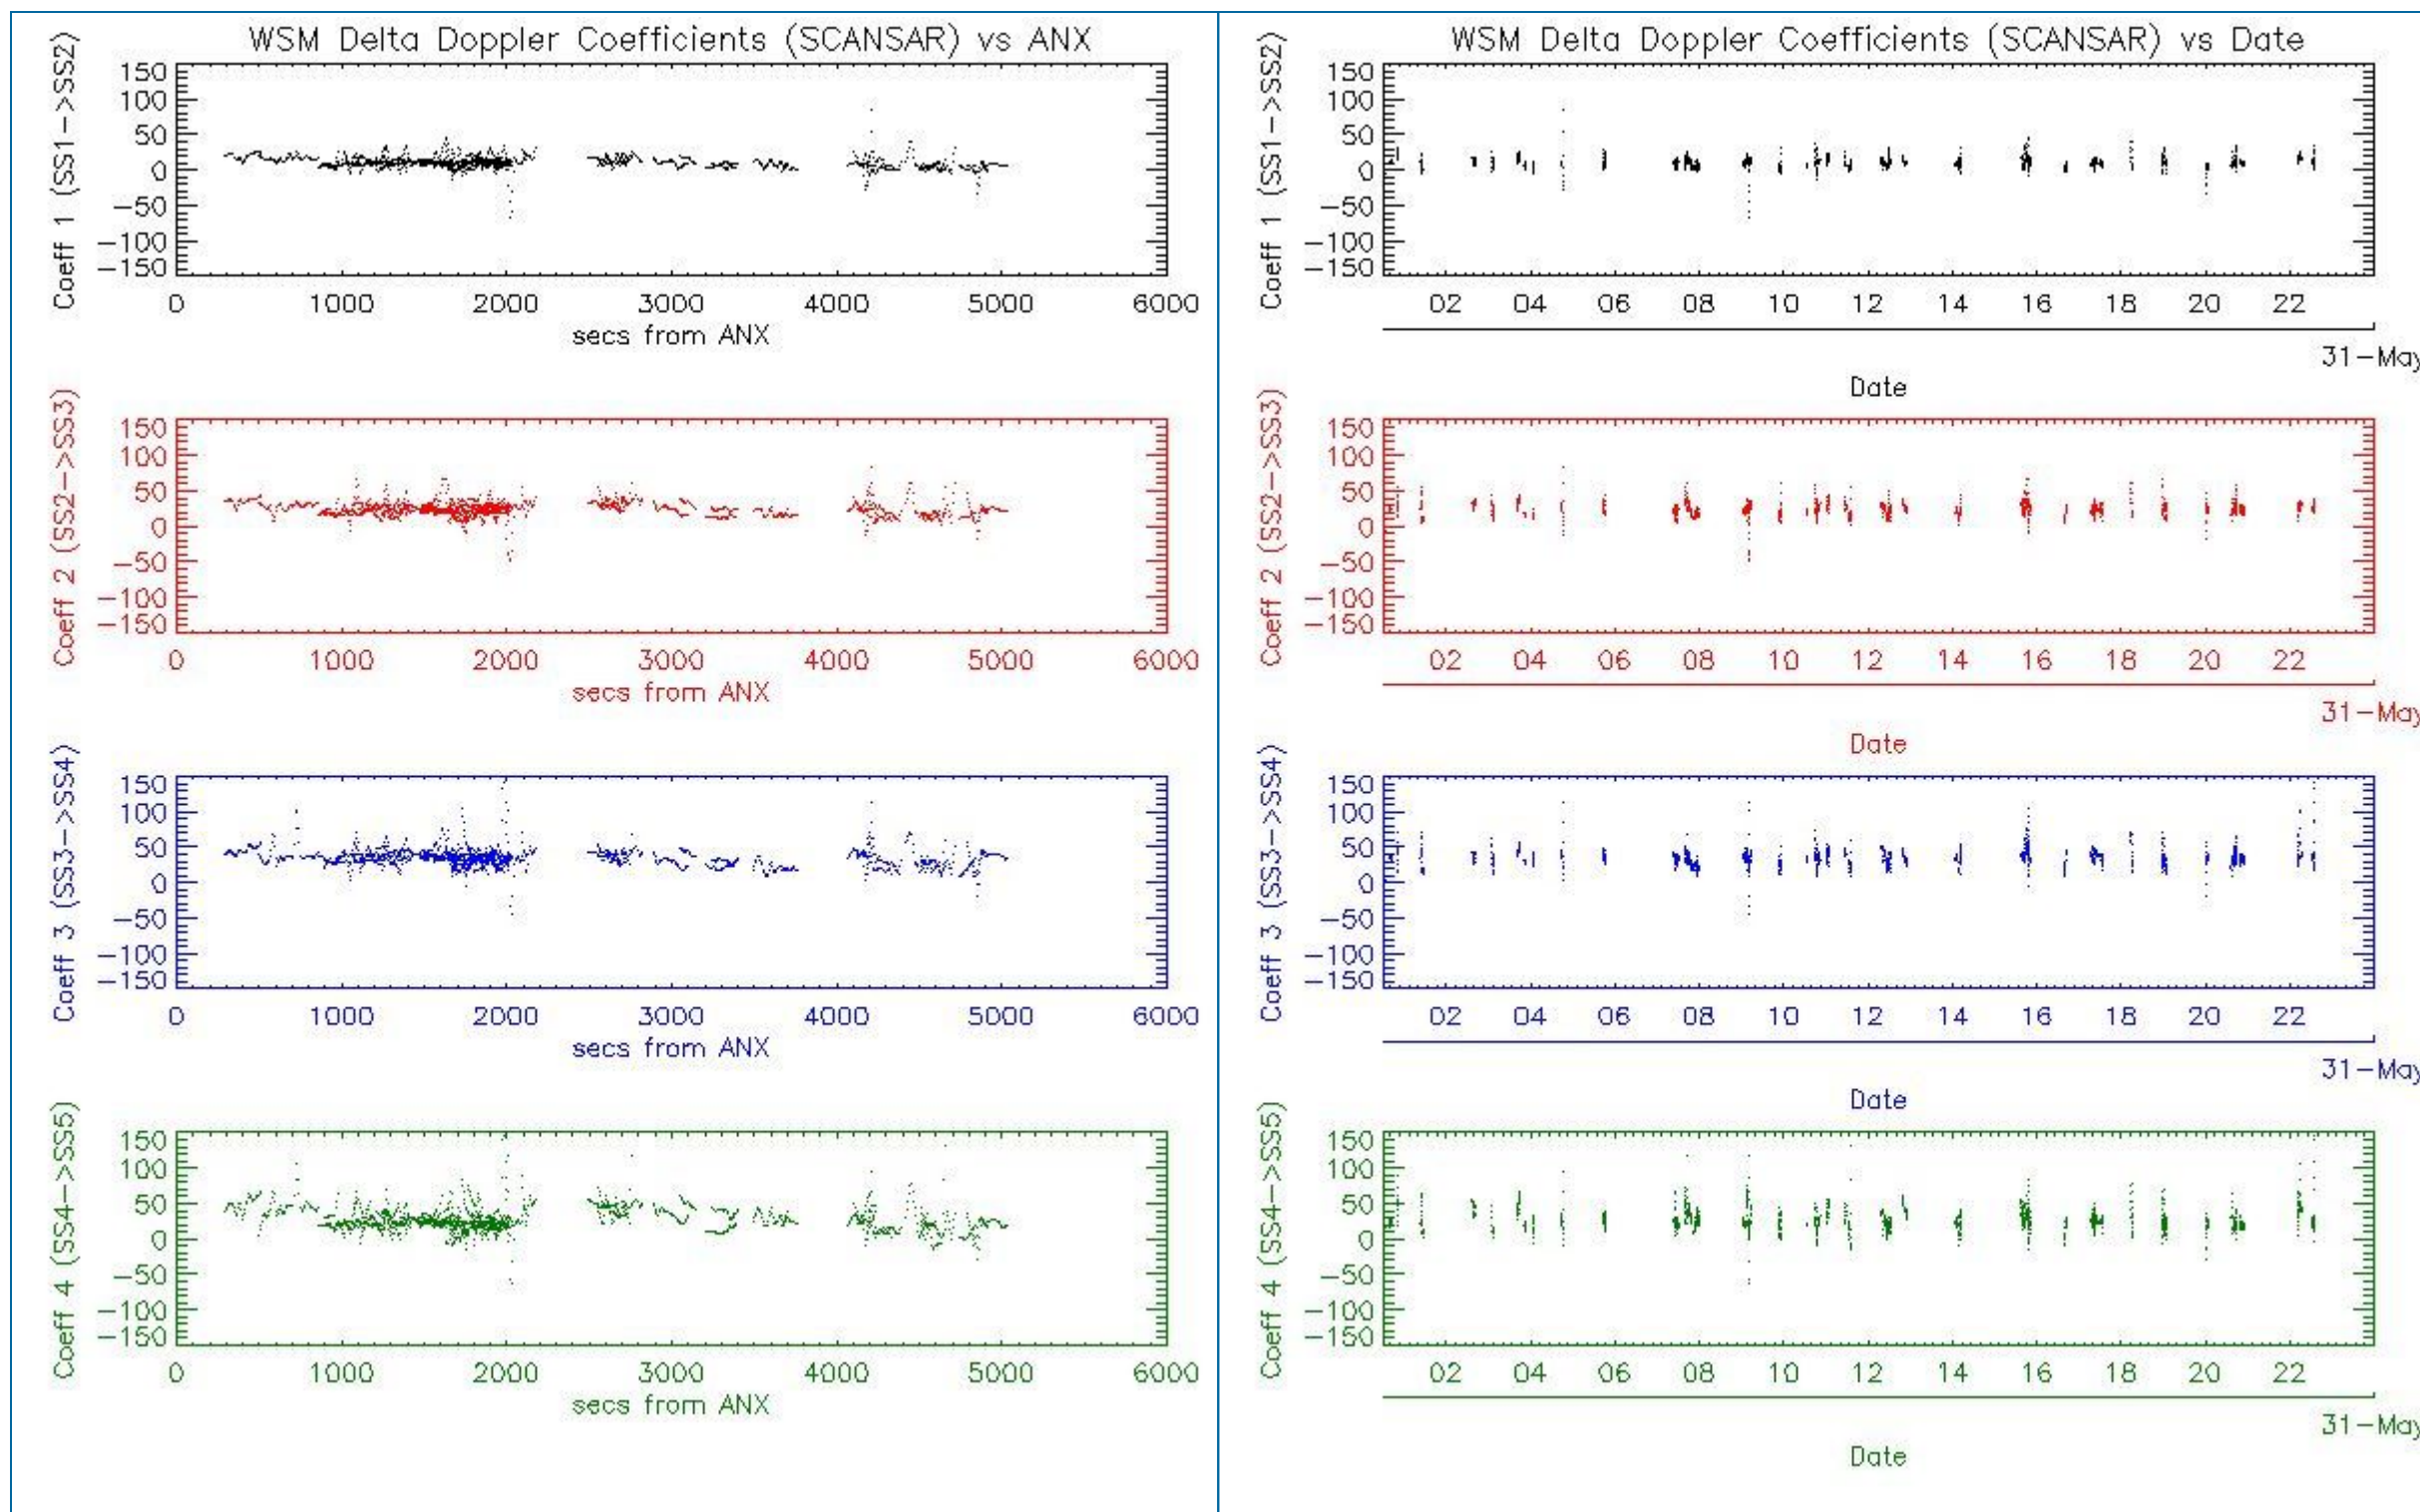 WSM Delta Doppler Coefficients (SCANSAR) vs ANX
Coeff 1 (SS1->SS2)
150
100
50
0
-50
-100
-150
0 1000 2000 3000 4000 5000 6000
secs from ANX
Coeff 2 (SS2->SS3)
150
100
50
0
-50
-100
-150
0 1000 2000 3000 4000 5000 6000
secs from ANX
Coeff 3 (SS3->SS4)
150
100
50
0
-50
-100
-150
0 1000 2000 3000 4000 5000 6000
secs from ANX
Coeff 4 (SS4->SS5)
150
100
50
0
-50
-100
-150
0 1000 2000 3000 4000 5000 6000
secs from ANX
WSM Delta Doppler Coefficients (SCANSAR) vs Date
Coeff 1 (SS1->SS2)
150
100
50
0
-50
-100
-150
02 04 06 08 10 12 14 16 18 20 22
31-May
Date
Coeff 2 (SS2->SS3)
150
100
50
0
-50
-100
-150
02 04 06 08 10 12 14 16 18 20 22
31-May
Date
Coeff 3 (SS3->SS4)
150
100
50
0
-50
-100
-150
02 04 06 08 10 12 14 16 18 20 22
31-May
Date
Coeff 4 (SS4->SS5)
150
100
50
0
-50
-100
-150
02 04 06 08 10 12 14 16 18 20 22
31-May
Date